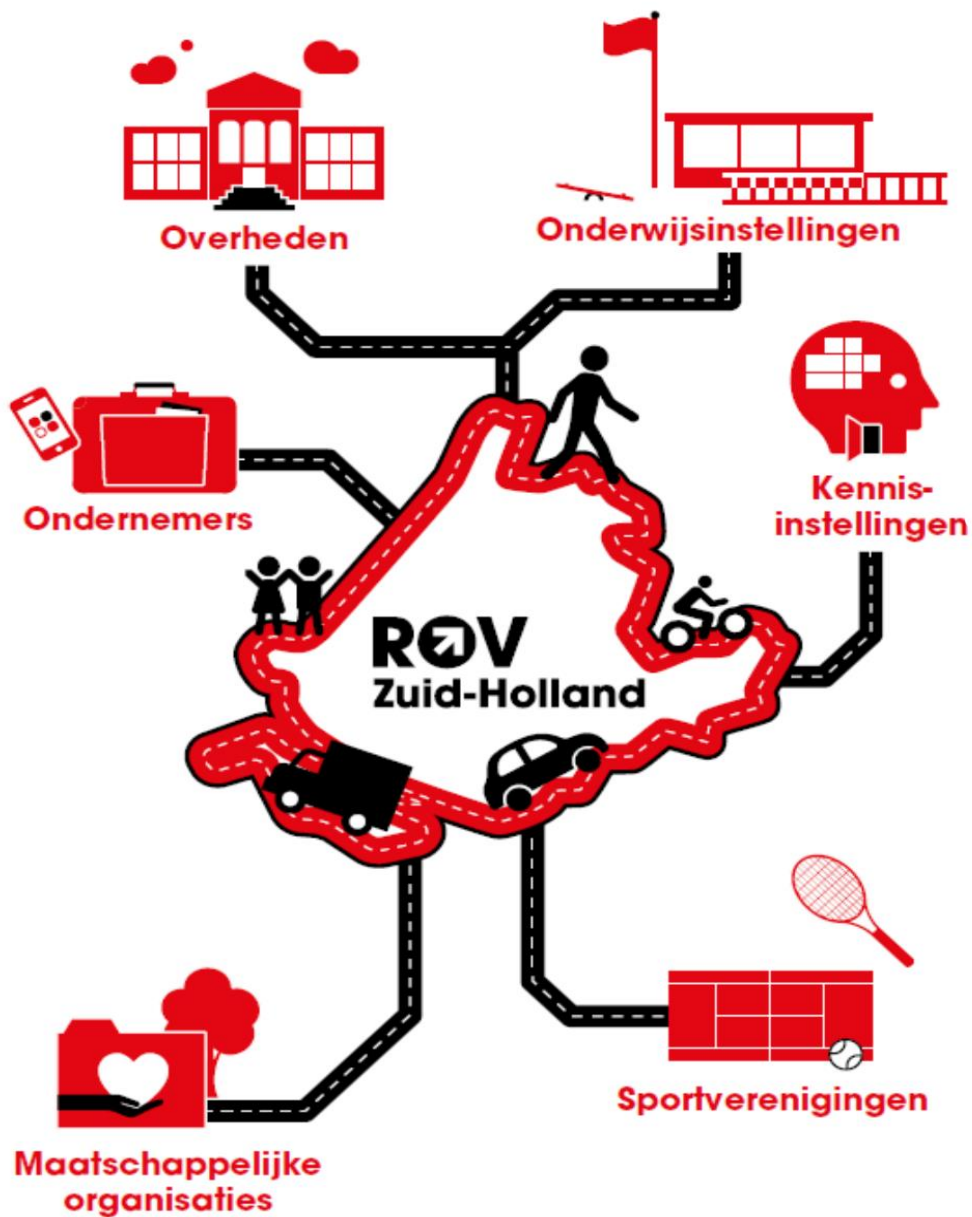 Overheden
Onderwijsinstellingen
Ondernemers
Kennis-
instellingen
ROV
Zuid-Holland
Sportverenigingen
Maatschappelijke
organisaties